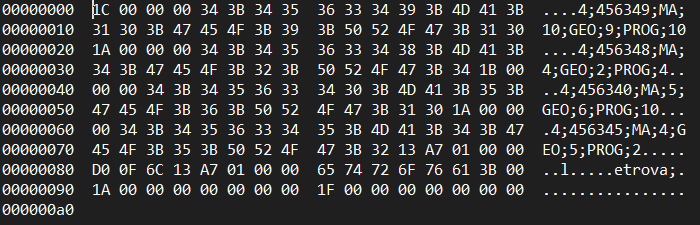 00000000 1C 00 00 00 34 3B 34 35 36 33 34 39 3B 4D 41 3B ....4;456349;MA;
00000010 31 30 3B 47 45 4F 3B 39 3B 50 52 4F 47 3B 31 30 10;GEO;9;PROG;10
00000020 1A 00 00 00 34 3B 34 35 36 33 34 38 3B 4D 41 3B ....4;456348;MA;
00000030 34 3B 47 45 4F 3B 32 3B 50 52 4F 47 3B 34 1B 00 4;GEO;2;PROG;4..
00000040 00 00 34 3B 34 35 36 33 34 30 3B 4D 41 3B 35 3B ..4;456340;MA;5;
00000050 47 45 4F 3B 36 3B 50 52 4F 47 3B 31 30 1A 00 00 GEO;6;PROG;10...
00000060 00 34 3B 34 35 36 33 34 35 3B 4D 41 3B 34 3B 47 .4;456345;MA;4;G
00000070 45 4F 3B 35 3B 50 52 4F 47 3B 32 13 A7 01 00 00 EO;5;PROG;2.....
00000080 D0 0F 6C 13 A7 01 00 00 65 74 72 6F 76 61 3B 00 ..l.....etrova;.
00000090 1A 00 00 00 00 00 00 00 1F 00 00 00 00 00 00 00 ................
000000a0